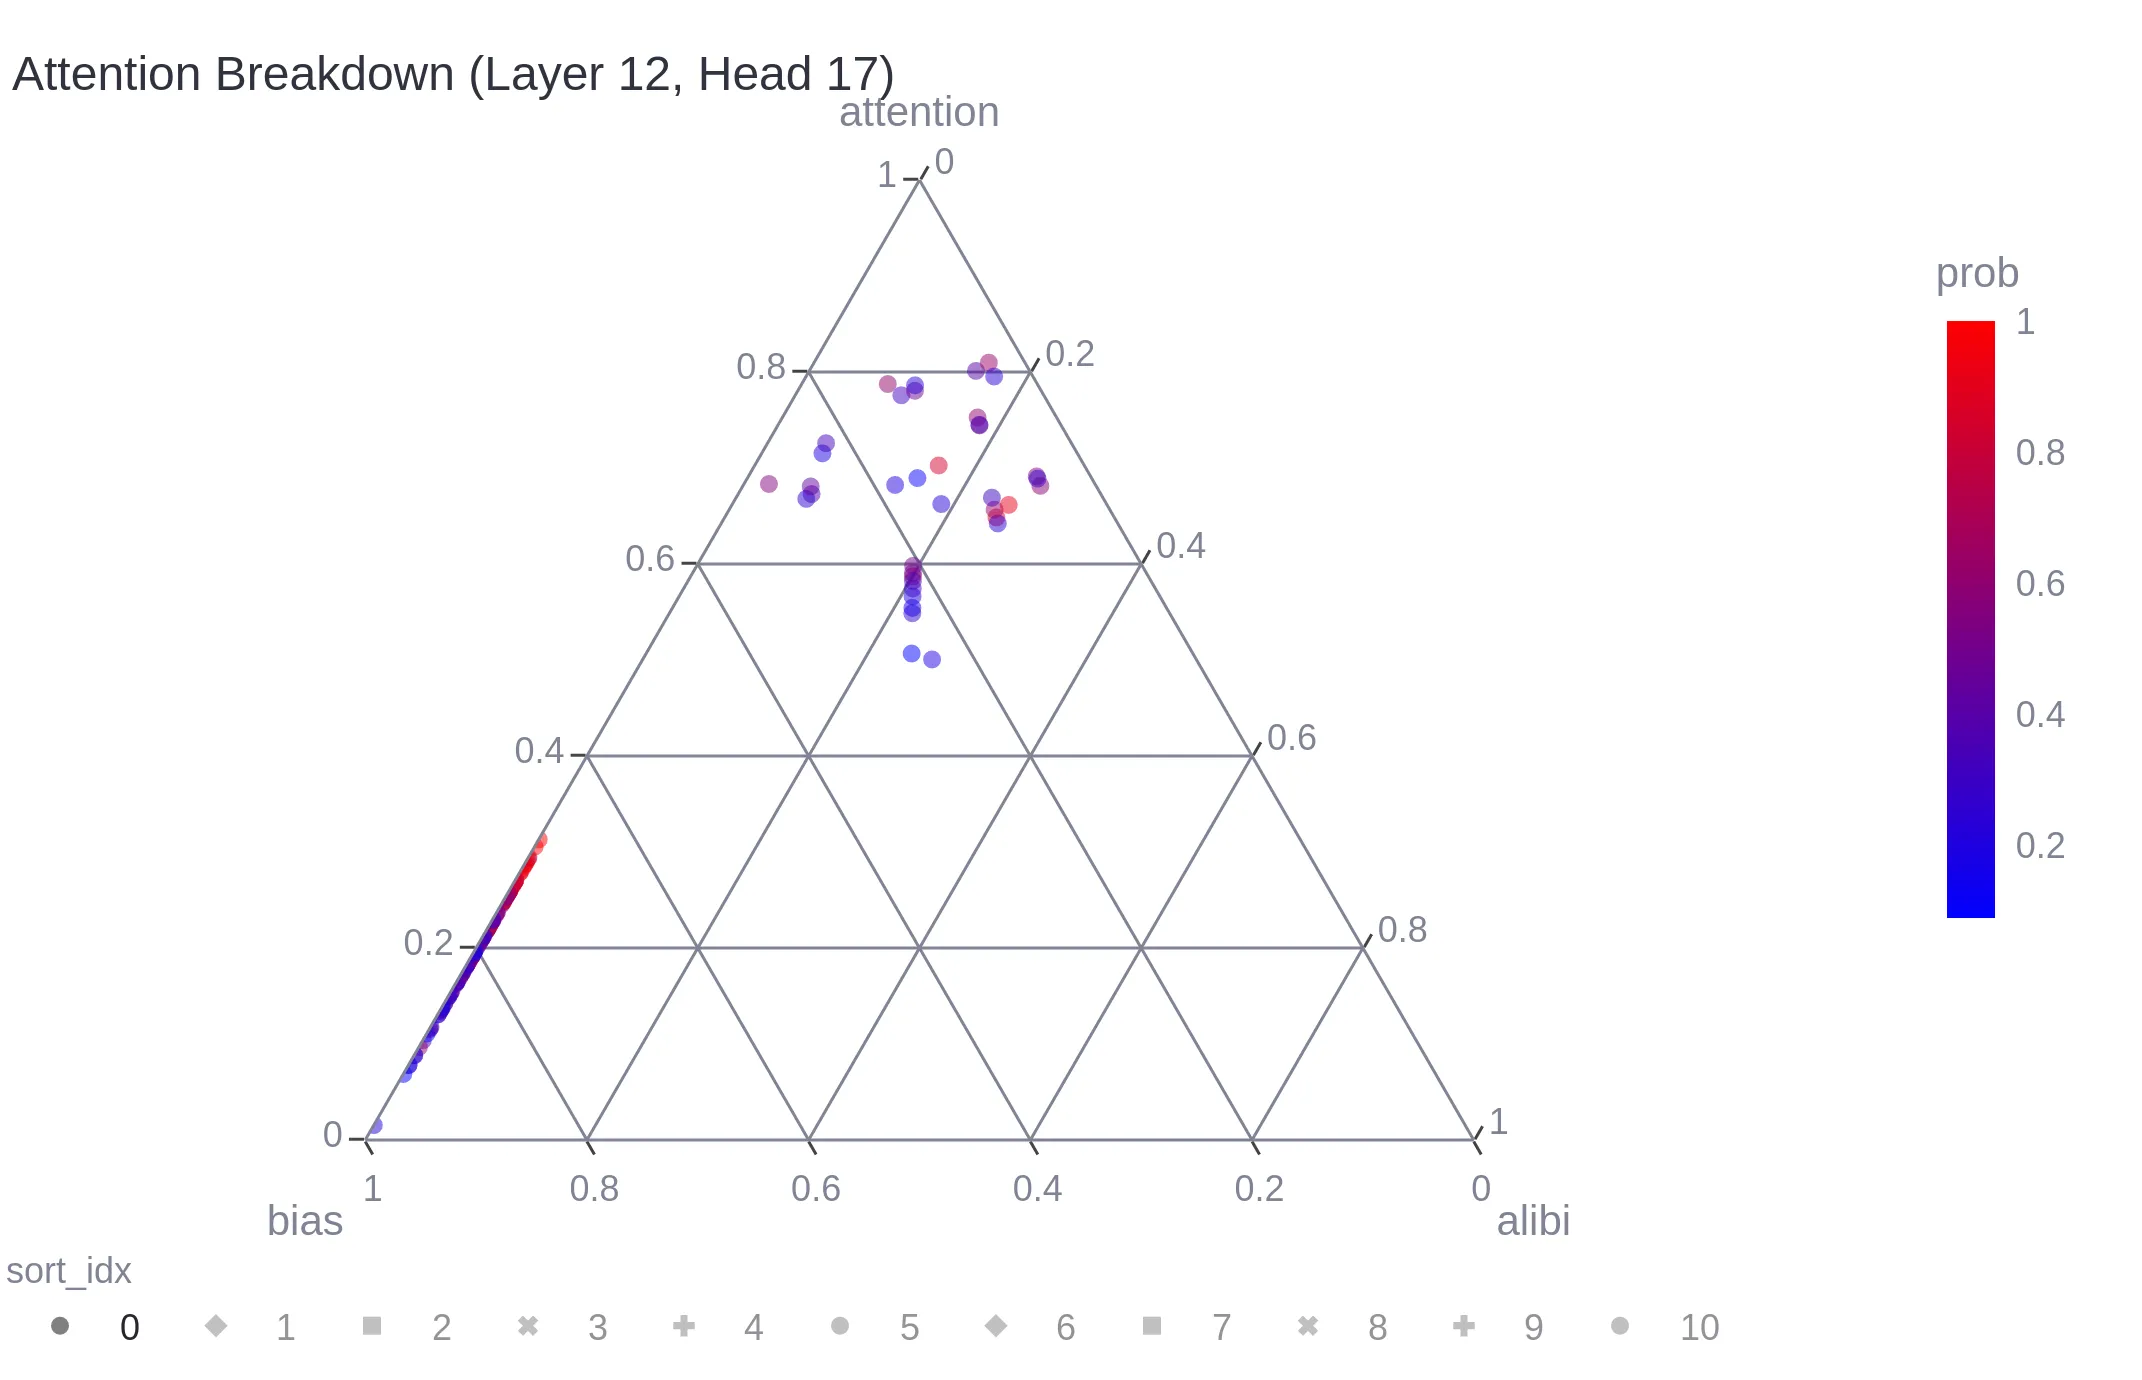 Attention Breakdown (Layer 12, Head 17)
attention
1 0
prob
1
0.8 0.2
0.8
0.6 0.4
0.6
0.4 0.6
0.4
0.2 0.8
0.2
0 1
1 0.8 0.6 0.4 0.2 0
bias alibi
sort_idx
0 1 2 3 4 5 6 7 8 9 10